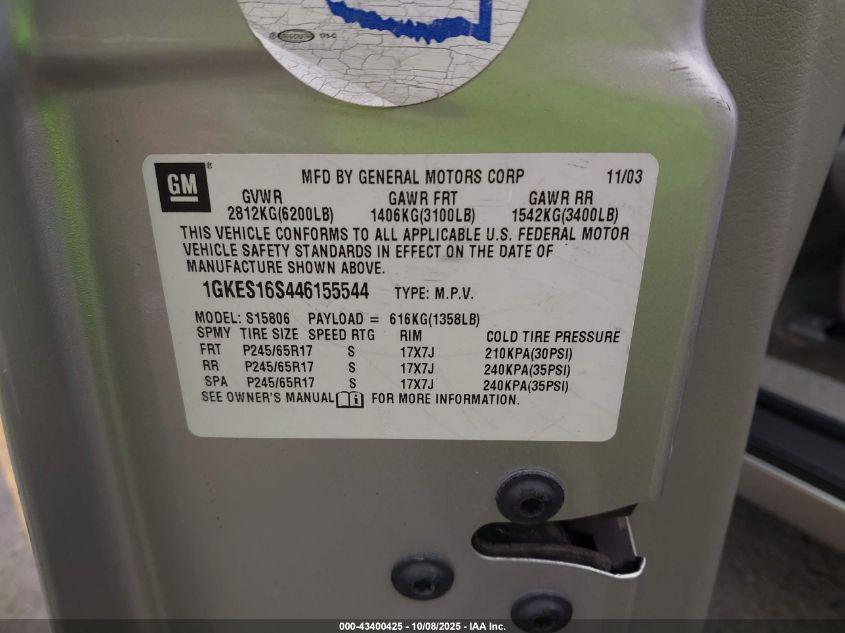 GM
MFD BY GENERAL MOTORS CORP 11/03
GVWR GAWR FRT GAWR RR
2812KG(6200LB) 1406KG(3100LB) 1542KG(3400LB)
THIS VEHICLE CONFORMS TO ALL APPLICABLE U.S. FEDERAL MOTOR
VEHICLE SAFETY STANDARDS IN EFFECT ON THE DATE OF
MANUFACTURE SHOWN ABOVE.
1GKES16S446155544 TYPE: M.P.V.
MODEL: S15806 PAYLOAD = 616KG(1358LB)
SPMY TIRE SIZE SPEED RTG RIM COLD TIRE PRESSURE
FRT P245/65R17 S 17X7J 210KPA(30PSI)
RR P245/65R17 S 17X7J 240KPA(35PSI)
SPA P245/65R17 S 17X7J 240KPA(35PSI)
SEE OWNER'S MANUAL i FOR MORE INFORMATION.
000-43400425 - 10/08/2025 - IAA Inc.